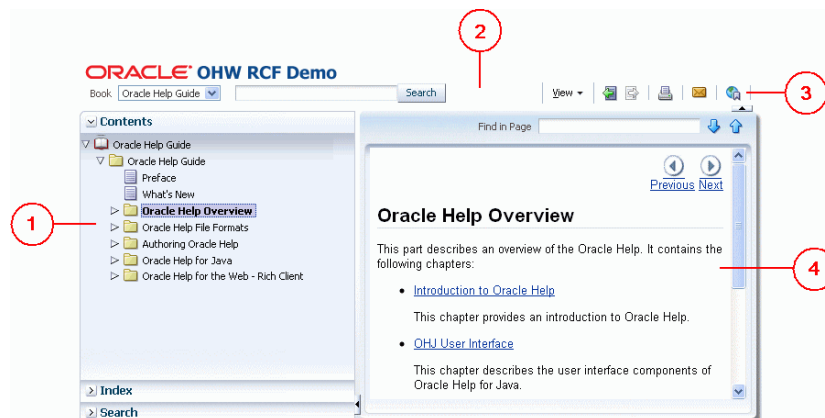 2
ORACLE OHW RCF Demo
Book Oracle Help Guide Search View
3
Contents
Find in Page
Oracle Help Guide
Oracle Help Guide
Preface
What's New
Oracle Help Overview
Oracle Help File Formats
Authoring Oracle Help
Oracle Help for Java
Oracle Help for the Web - Rich Client
1
Index
Search
Previous Next
Oracle Help Overview
This part describes an overview of the Oracle Help. It contains the
following chapters:
4
• Introduction to Oracle Help
This chapter provides an introduction to Oracle Help.
• OHJ User Interface
This chapter describes the user interface components of
Oracle Help for Java.